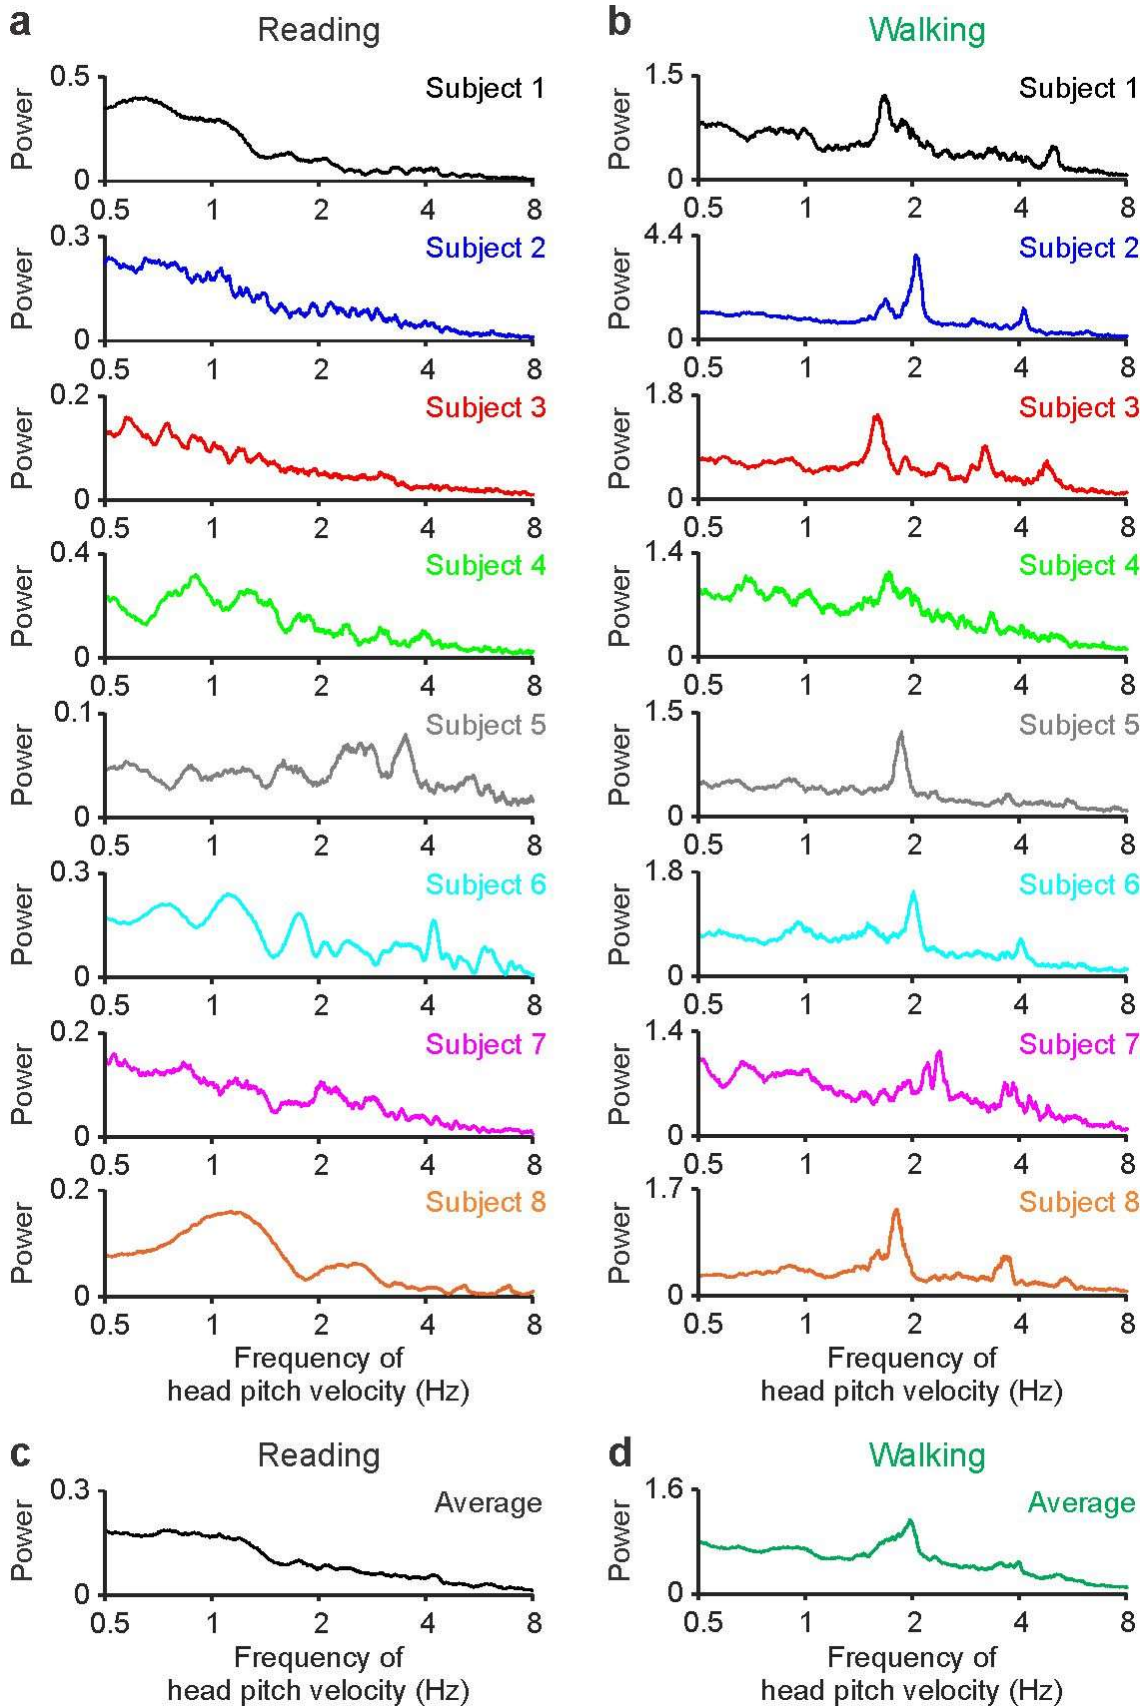 a Reading
b Walking
0.5 Subject 1
Power
0
0.5 1 2 4 8
1.5 Subject 1
Power
0
0.5 1 2 4 8
0.3 Subject 2
Power
0
0.5 1 2 4 8
4.4 Subject 2
Power
0
0.5 1 2 4 8
0.2 Subject 3
Power
0
0.5 1 2 4 8
1.8 Subject 3
Power
0
0.5 1 2 4 8
0.4 Subject 4
Power
0
0.5 1 2 4 8
1.4 Subject 4
Power
0
0.5 1 2 4 8
0.1 Subject 5
Power
0
0.5 1 2 4 8
1.5 Subject 5
Power
0
0.5 1 2 4 8
0.3 Subject 6
Power
0
0.5 1 2 4 8
1.8 Subject 6
Power
0
0.5 1 2 4 8
0.2 Subject 7
Power
0
0.5 1 2 4 8
1.4 Subject 7
Power
0
0.5 1 2 4 8
0.2 Subject 8
Power
0
0.5 1 2 4 8
Frequency of
head pitch velocity (Hz)
1.7 Subject 8
Power
0
0.5 1 2 4 8
Frequency of
head pitch velocity (Hz)
c Reading
0.3 Average
Power
0
0.5 1 2 4 8
Frequency of
head pitch velocity (Hz)
d Walking
1.6 Average
Power
0
0.5 1 2 4 8
Frequency of
head pitch velocity (Hz)